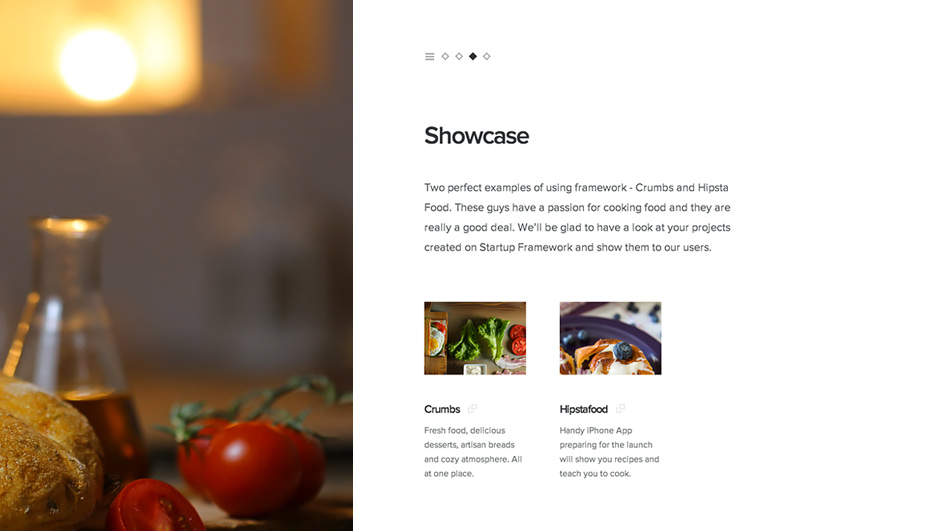 Showcase
Two perfect examples of using framework - Crumbs and Hipsta
Food. These guys have a passion for cooking food and they are
really a good deal. We'll be glad to have a look at your projects
created on Startup Framework and show them to our users.
Crumbs
Fresh food, delicious
desserts, artisan breads
and cozy atmosphere. All
at one place.
Hipstafood
Handy iPhone App
preparing for the launch
will show you recipes and
teach you to cook.